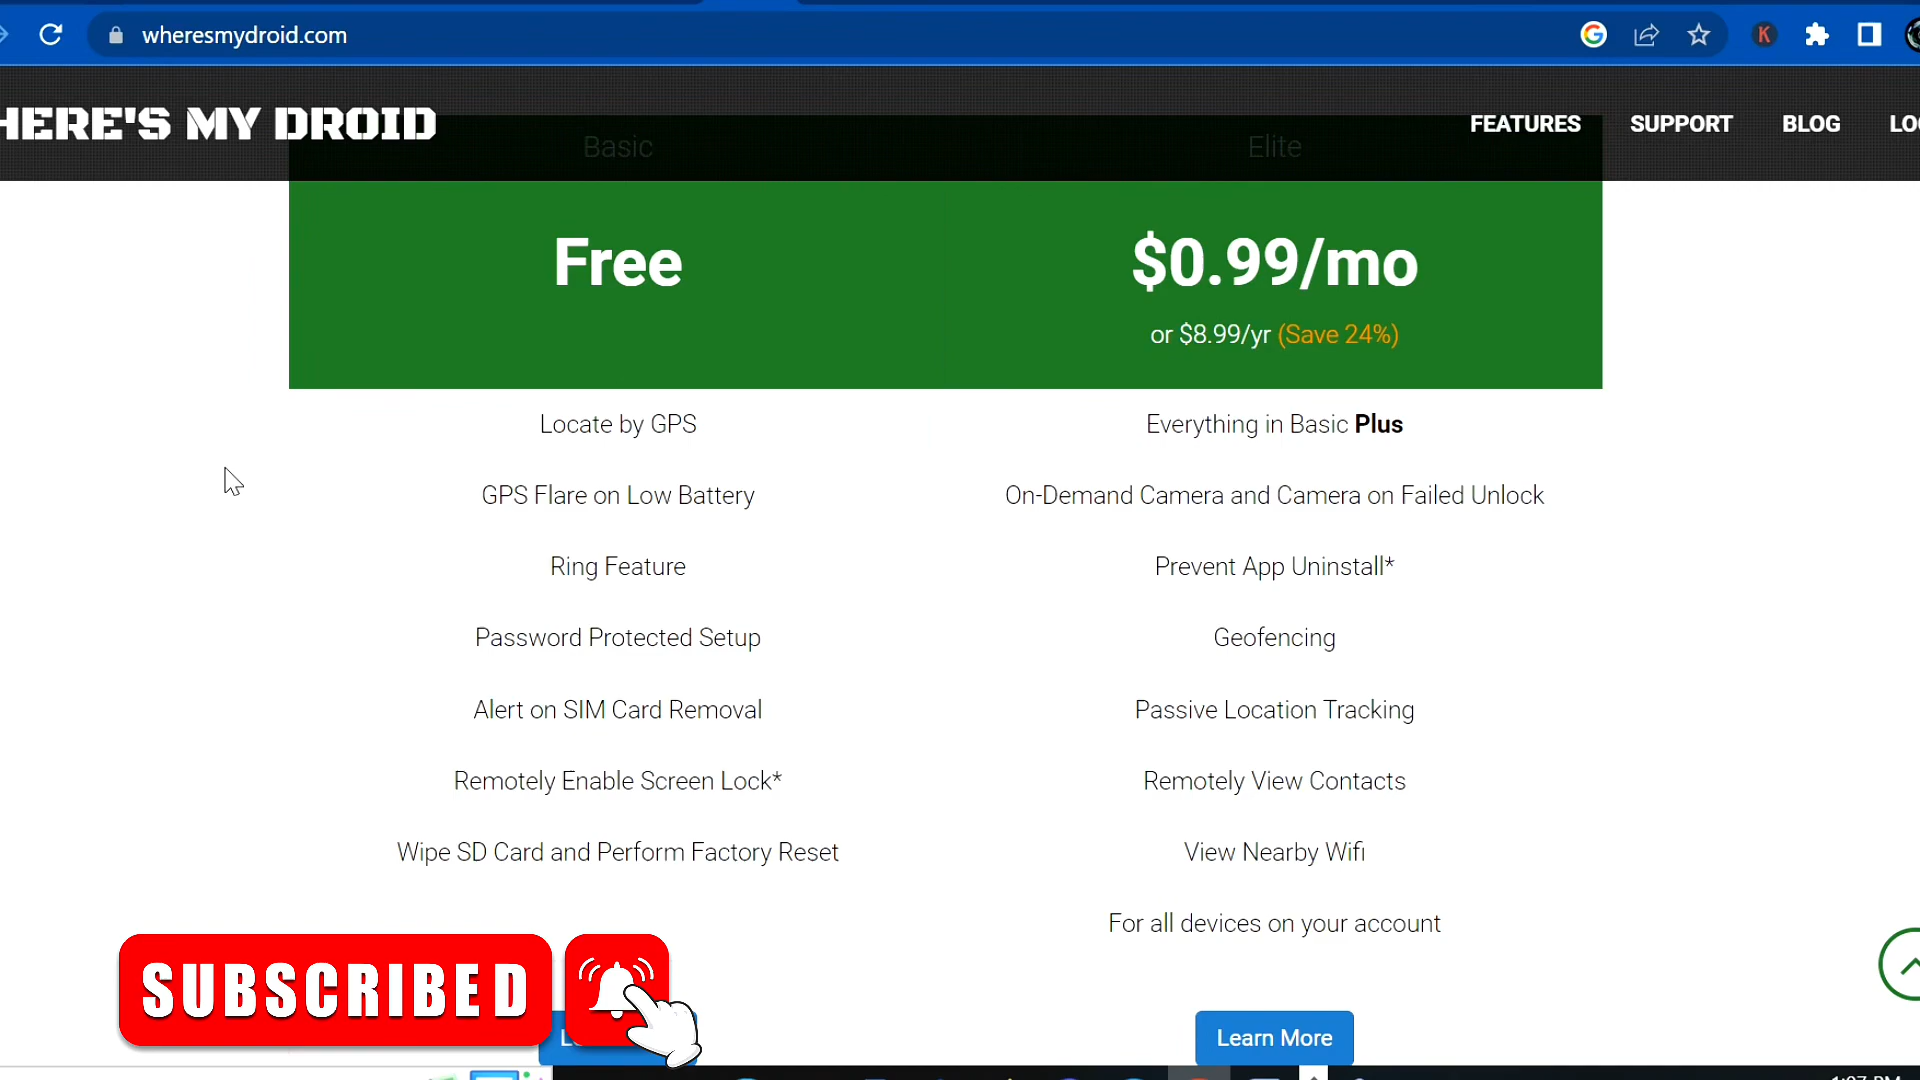 wheresmydroid.com
K
HERE'S MY DROID
FEATURES SUPPORT BLOG LO
Basic Elite
Free $0.99/mo
or $8.99/yr (Save 24%)
Locate by GPS Everything in Basic Plus
GPS Flare on Low Battery On-Demand Camera and Camera on Failed Unlock
Ring Feature Prevent App Uninstall*
Password Protected Setup Geofencing
Alert on SIM Card Removal Passive Location Tracking
Remotely Enable Screen Lock* Remotely View Contacts
Wipe SD Card and Perform Factory Reset View Nearby Wifi
For all devices on your account
SUBSCRIBED
Learn More